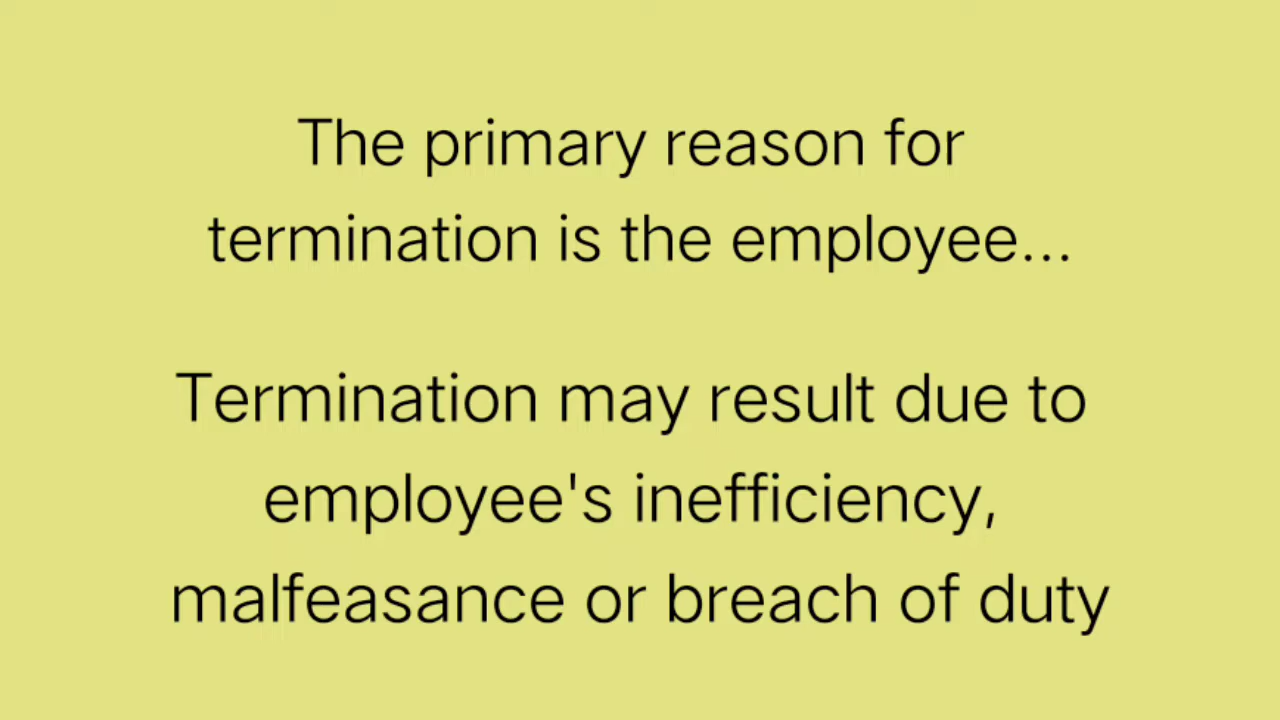 The primary reason for
termination is the employee...
Termination may result due to
employee's inefficiency,
malfeasance or breach of duty